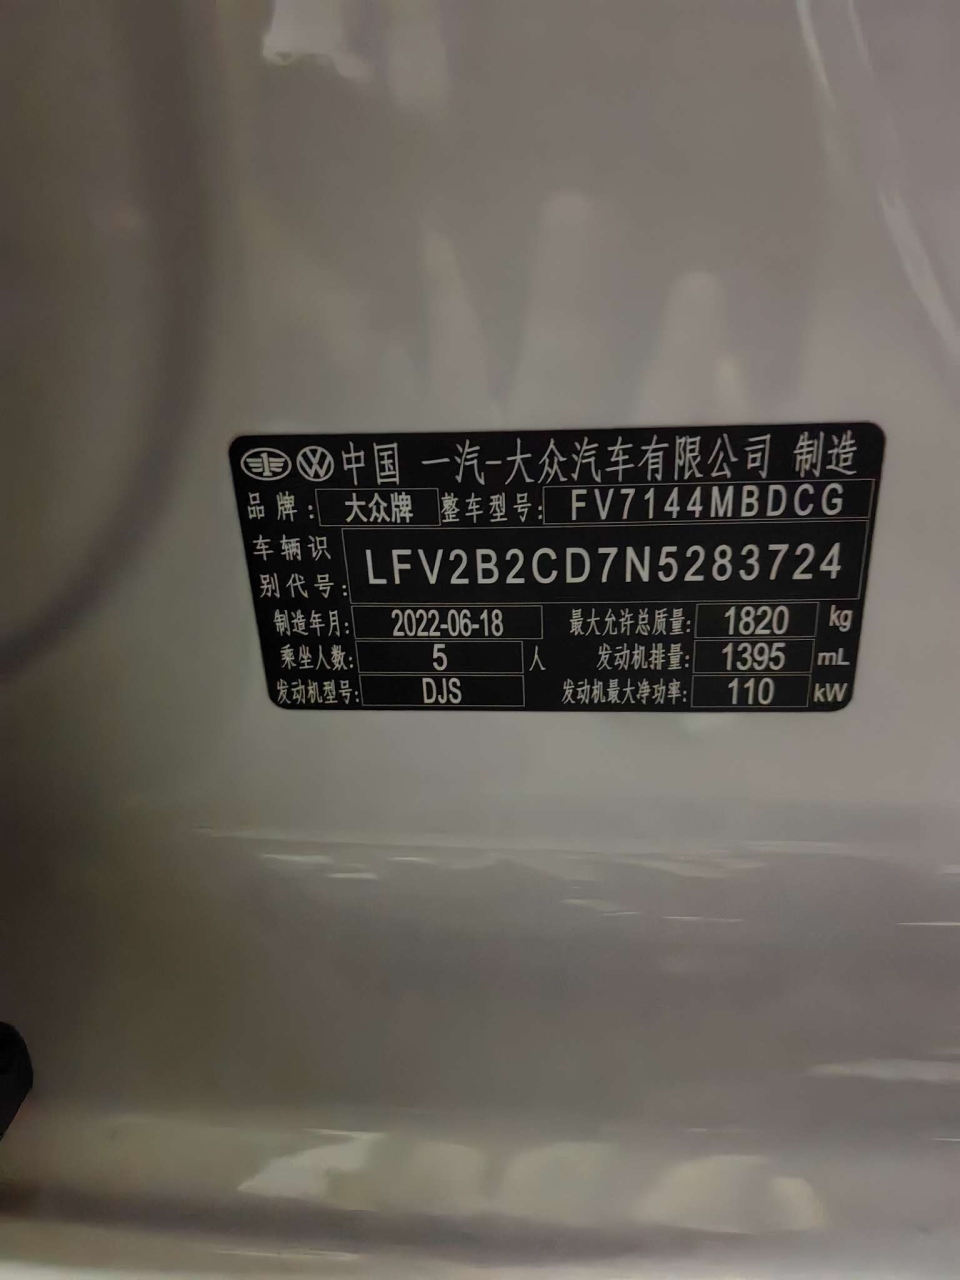 中国 一汽-大众汽车有限公司 制造
品牌: 大众牌 整车型号: FV7144MBDCG
车辆识
别代号: LFV2B2CD7N5283724
制造年月: 2022-06-18 最大允许总质量: 1820 kg
乘坐人数: 5 人 发动机排量: 1395 mL
发动机型号: DJS 发动机最大净功率: 110 kW